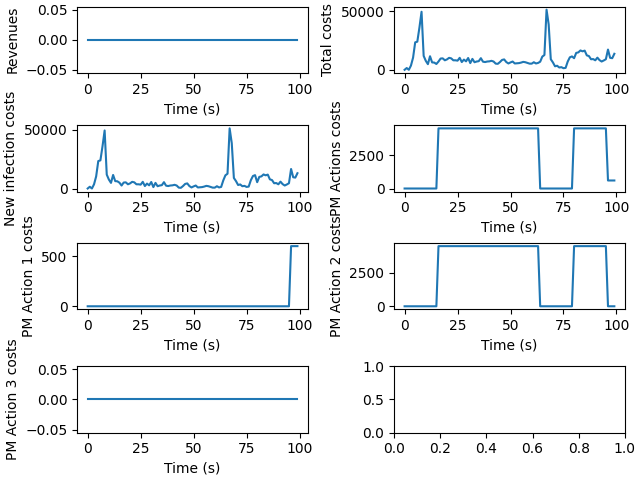 Revenues
0.05
0.00
−0.05
0 25 50 75 100
Time (s)
Total costs
50000
0
0 25 50 75 100
Time (s)
New infection costs
50000
0
0 25 50 75 100
Time (s)
PM Actions costs
2500
0
0 25 50 75 100
Time (s)
PM Action 1 costs
500
0
0 25 50 75 100
Time (s)
PM Action 2 costs
2500
0
0 25 50 75 100
Time (s)
PM Action 3 costs
0.05
0.00
−0.05
0 25 50 75 100
Time (s)
1.0
0.5
0.0
0.0 0.2 0.4 0.6 0.8 1.0